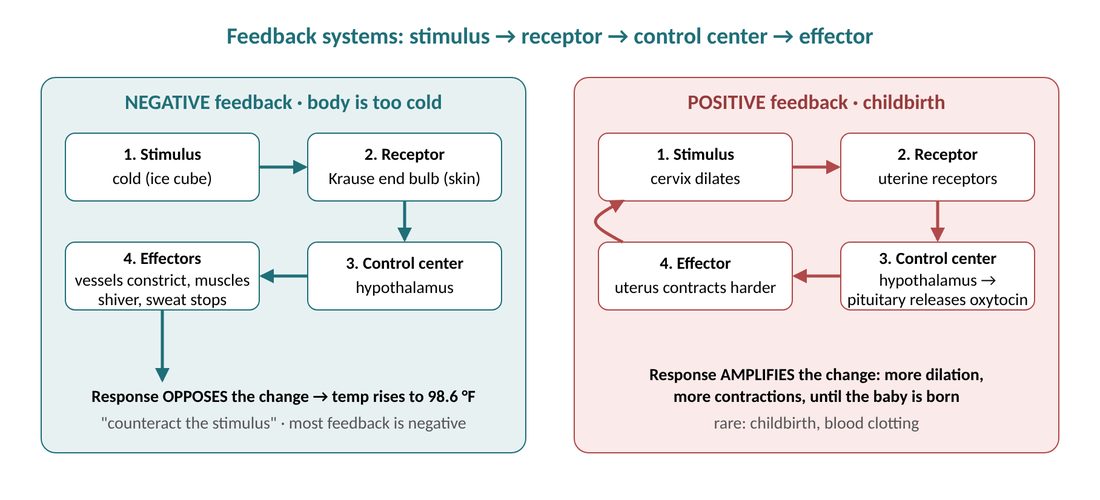 Feedback systems: stimulus → receptor → control center → effector
NEGATIVE feedback · body is too cold
1. Stimulus
cold (ice cube)
2. Receptor
Krause end bulb (skin)
4. Effectors
vessels constrict, muscles
shiver, sweat stops
3. Control center
hypothalamus
Response OPPOSES the change → temp rises to 98.6 °F
"counteract the stimulus" · most feedback is negative
POSITIVE feedback · childbirth
1. Stimulus
cervix dilates
2. Receptor
uterine receptors
4. Effector
uterus contracts harder
3. Control center
hypothalamus →
pituitary releases oxytocin
Response AMPLIFIES the change: more dilation,
more contractions, until the baby is born
rare: childbirth, blood clotting